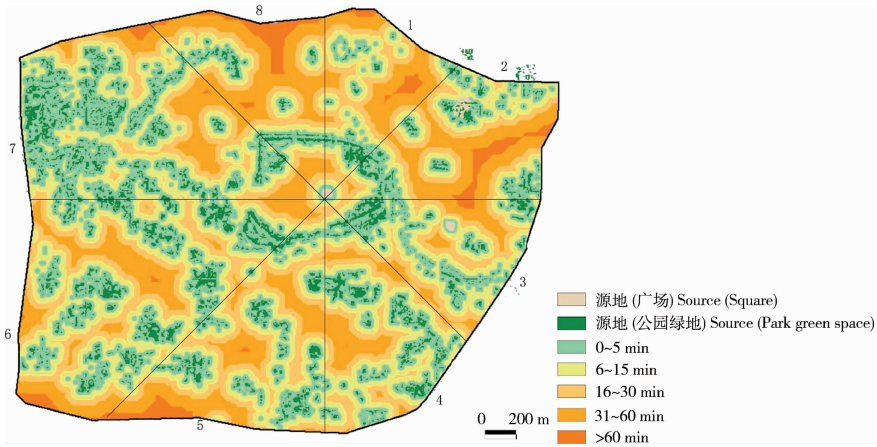 8
1
2
7
3
6
4
5
源地 (广场) Source (Square)
源地 (公园绿地) Source (Park green space)
0~5 min
6~15 min
16~30 min
31~60 min
>60 min
0 200 m